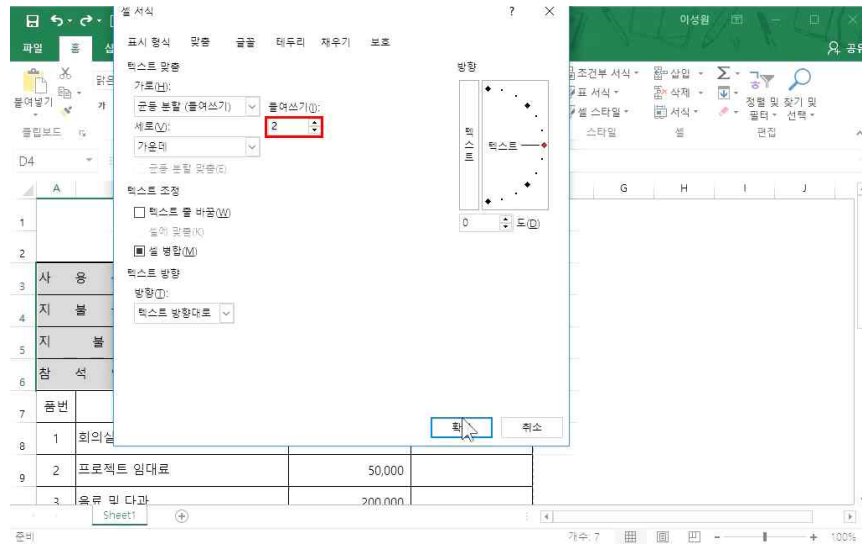 셀 서식
이성원
파일 홈
표시 형식 맞춤 글꼴 테두리 채우기 보호
공유
텍스트 맞춤
방향
가로(H):
균등 분할 (들여쓰기) 들여쓰기(I):
세로(V):
2
가운데
균등 분할 맞춤(E)
텍스트
텍스트
붙여넣기
가
조건부 서식
표 서식
셀 스타일
삽입
삭제
서식
정렬 및 필터
찾기 및 선택
클립보드
스타일
셀
편집
D4
텍스트 조정
텍스트 줄 바꿈(W)
셀에 맞춤(K)
셀 병합(M)
0 도(D)
텍스트 방향
방향(T):
텍스트 방향대로
취소
A G H I J
1
2
3 사 용
4 지 불
5 지 불
6 참 석
7 품번
8 1
9 2 프로젝트 임대료 50,000
3 음료 및 다과 200,000
Sheet1
준비
개수: 7
100%